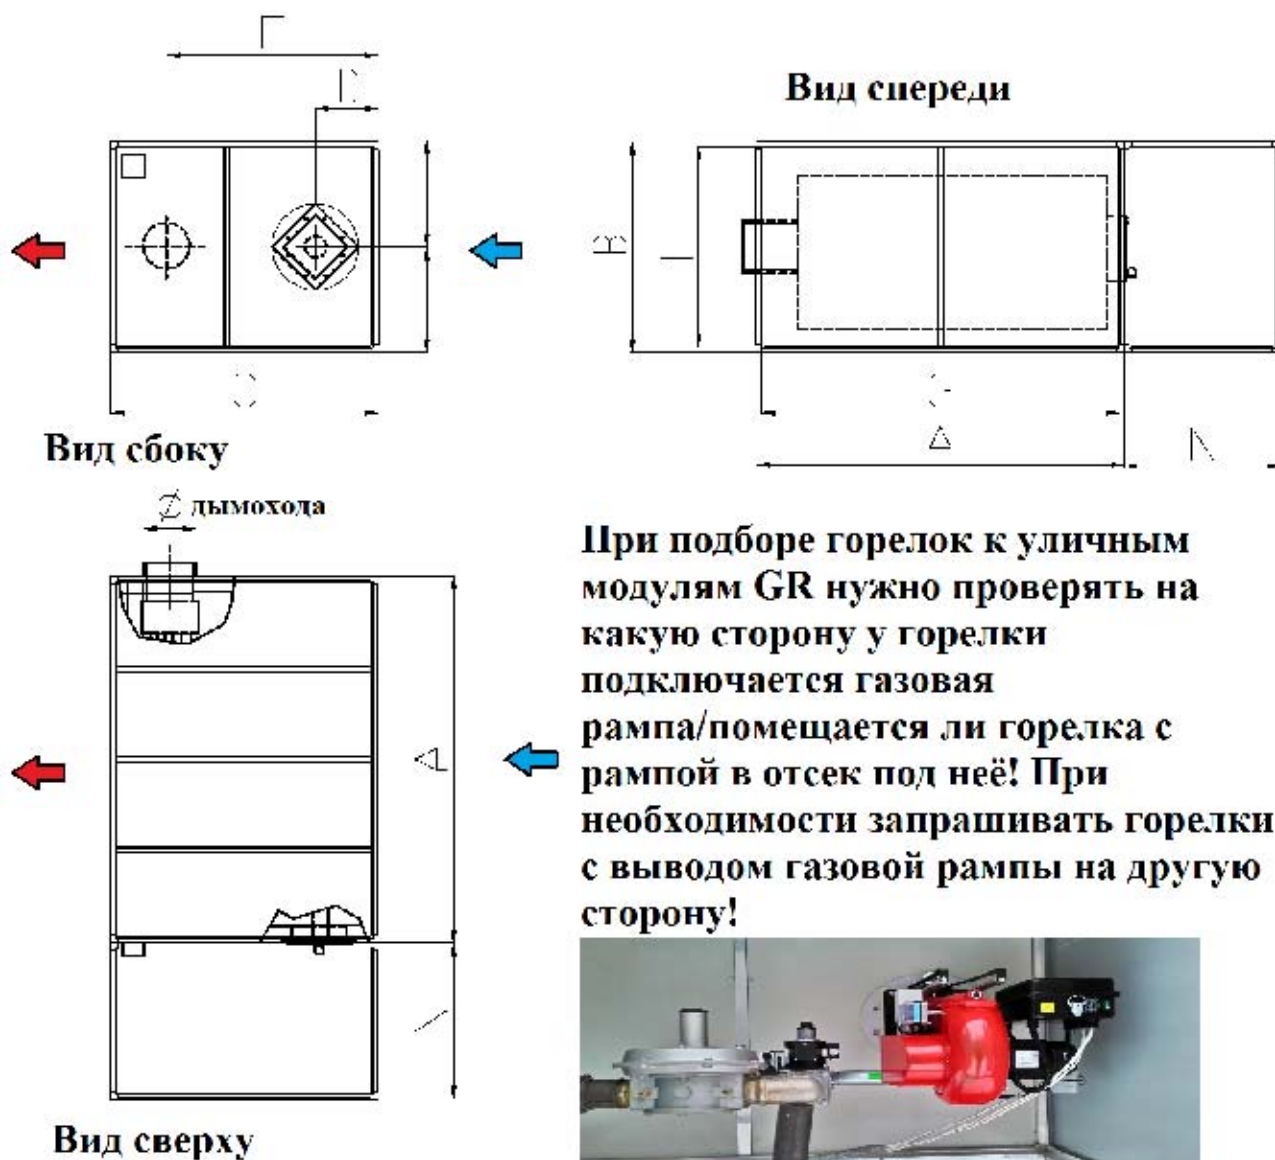 Вид спереди
B
Вид сбоку
A
дымохода
При подборе горелок к уличным
модулям GR нужно проверять на
какую сторону у горелки
подключается газовая
рампа/помещается ли горелка с
рампой в отсек под неё! При
необходимости запрашивать горелки
с выводом газовой рампы на другую
сторону!
A
Вид сверху